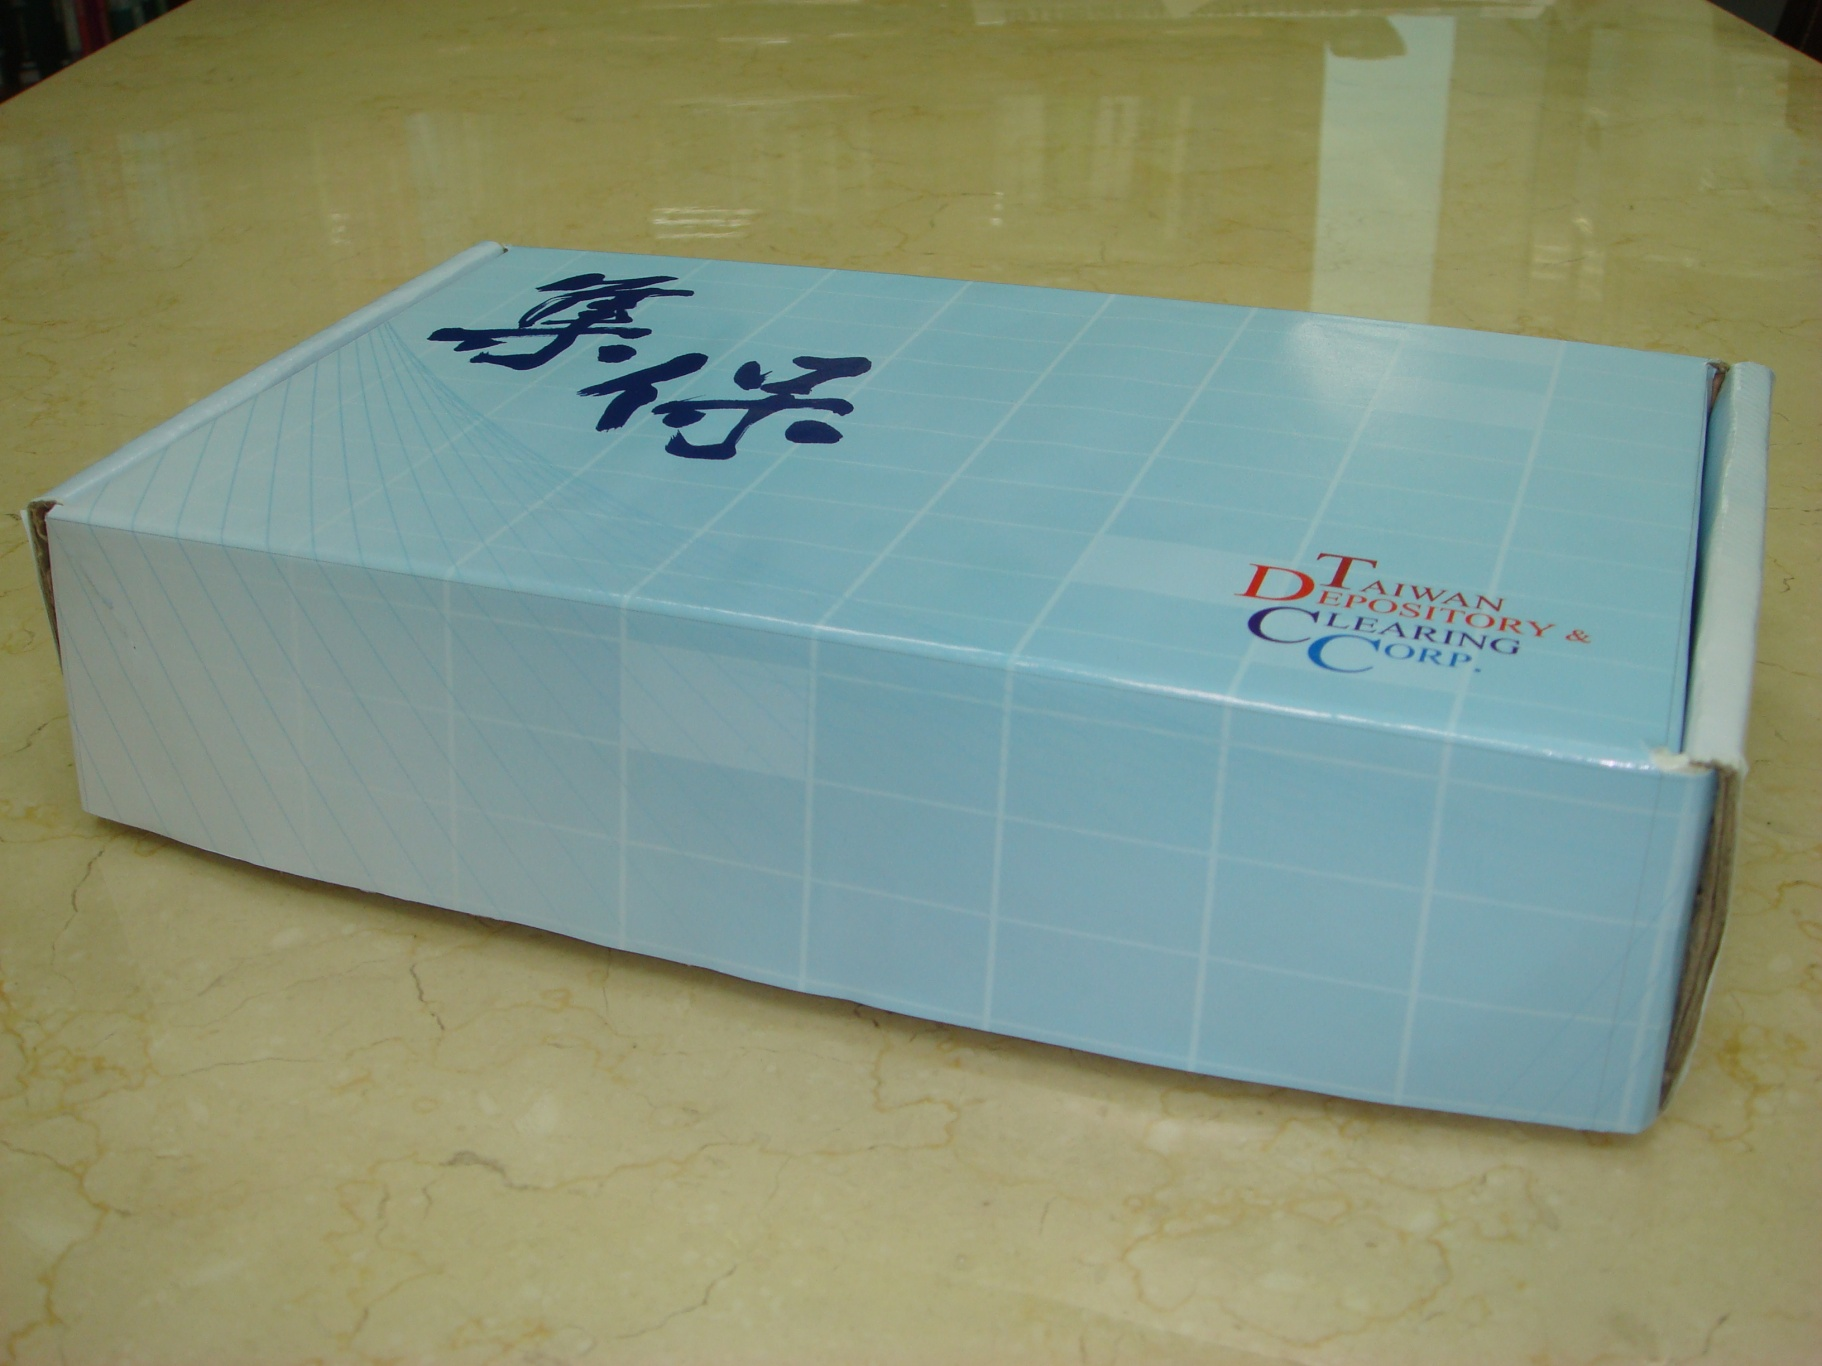 集保
TAIWAN
DEPOSITORY &
CLEARING
CORP.